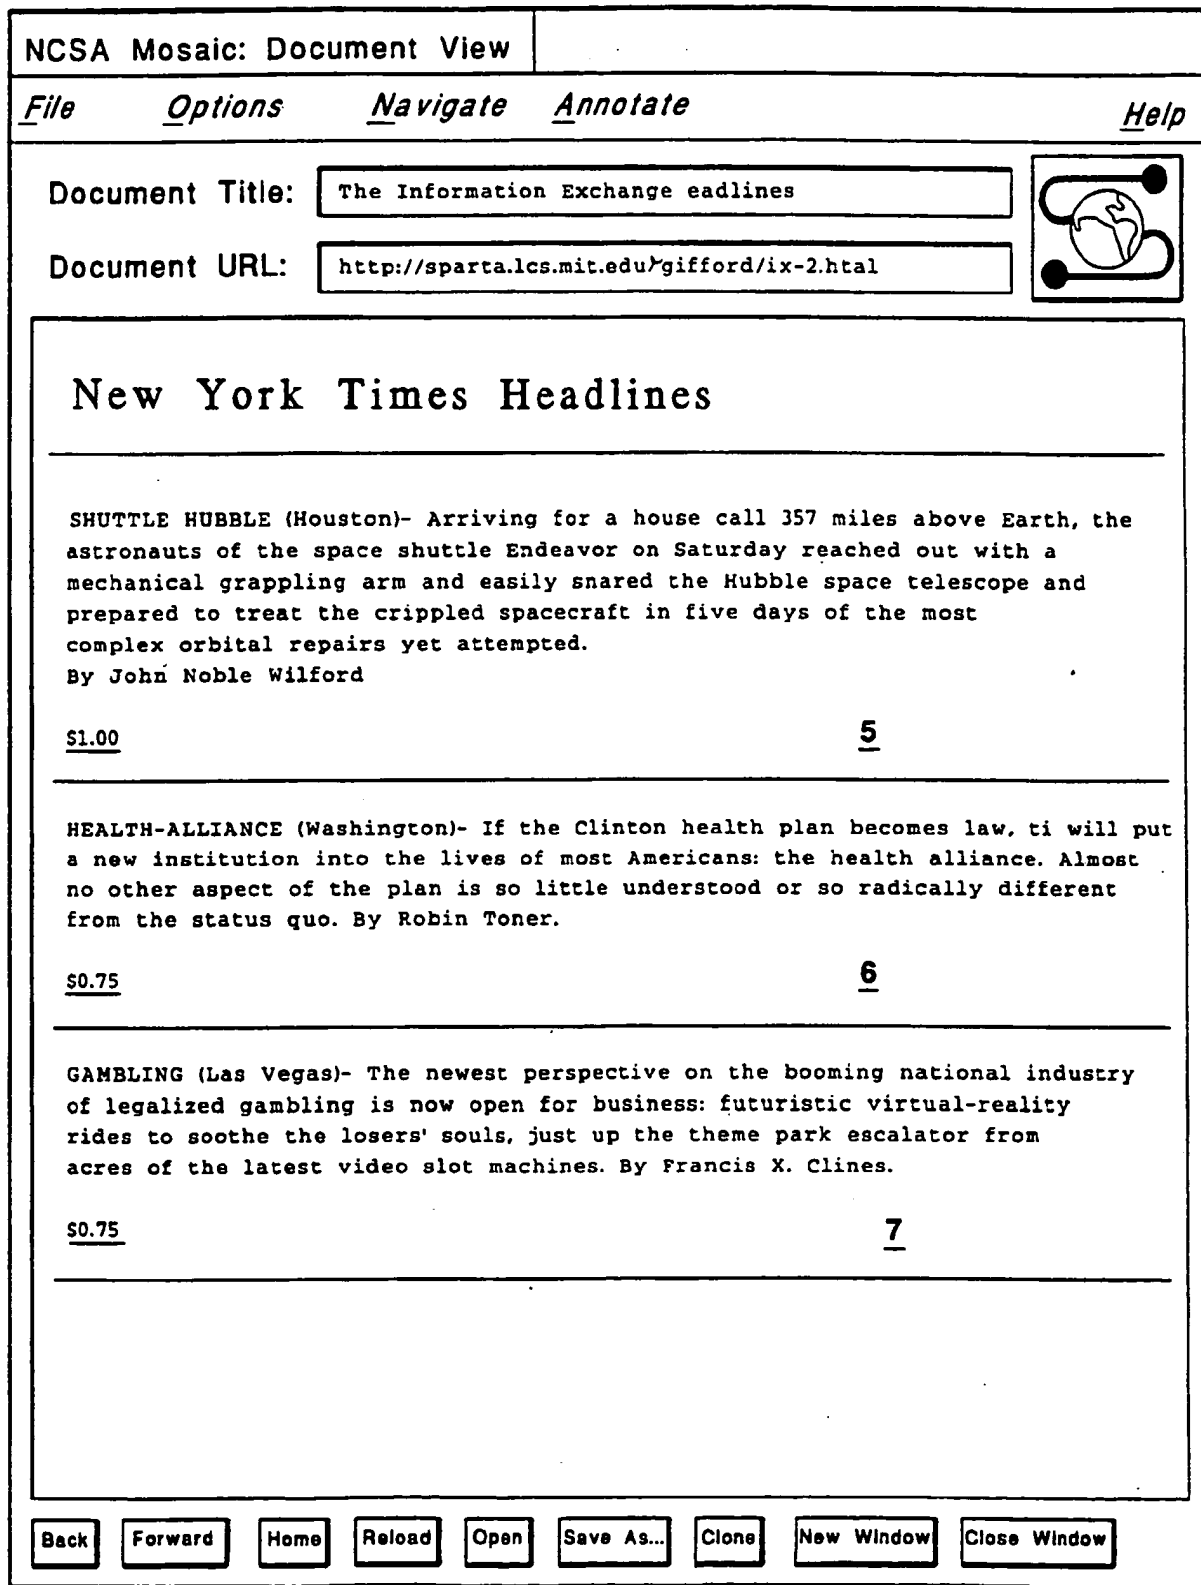 NCSA Mosaic: Document View
File Options Navigate Annotate Help
Document Title: The Information Exchange eadlines
Document URL: http://sparta.lcs.mit.edu/~gifford/ix-2.htal
New York Times Headlines
SHUTTLE HUBBLE (Houston)- Arriving for a house call 357 miles above Earth, the
astronauts of the space shuttle Endeavor on Saturday reached out with a
mechanical grappling arm and easily snared the Hubble space telescope and
prepared to treat the crippled spacecraft in five days of the most
complex orbital repairs yet attempted.
By John Noble Wilford
$1.00 5
HEALTH-ALLIANCE (Washington)- If the Clinton health plan becomes law, ti will put
a new institution into the lives of most Americans: the health alliance. Almost
no other aspect of the plan is so little understood or so radically different
from the status quo. By Robin Toner.
$0.75 6
GAMBLING (Las Vegas)- The newest perspective on the booming national industry
of legalized gambling is now open for business: futuristic virtual-reality
rides to soothe the losers' souls, just up the theme park escalator from
acres of the latest video slot machines. By Francis X. Clines.
$0.75 7
Back Forward Home Reload Open Save As... Clone New Window Close Window